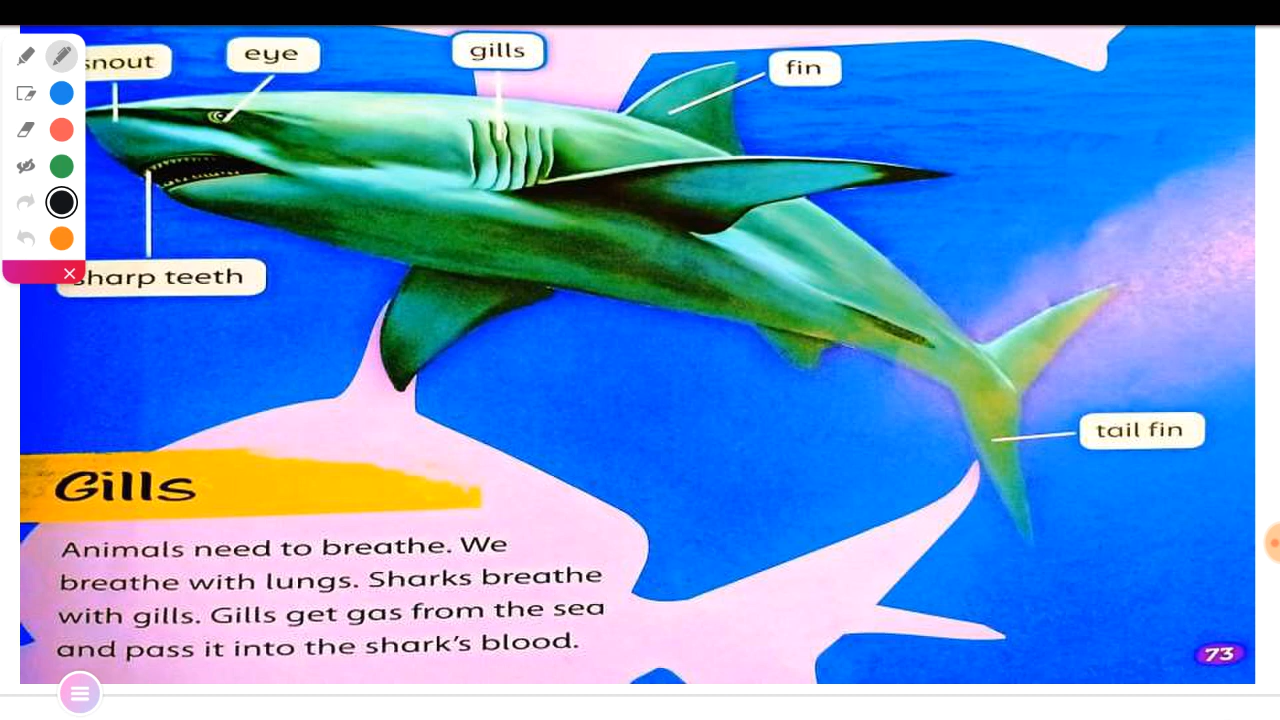 snout
eye
gills
fin
sharp teeth
tail fin
Gills
Animals need to breathe. We
breathe with lungs. Sharks breathe
with gills. Gills get gas from the sea
and pass it into the shark's blood.
73